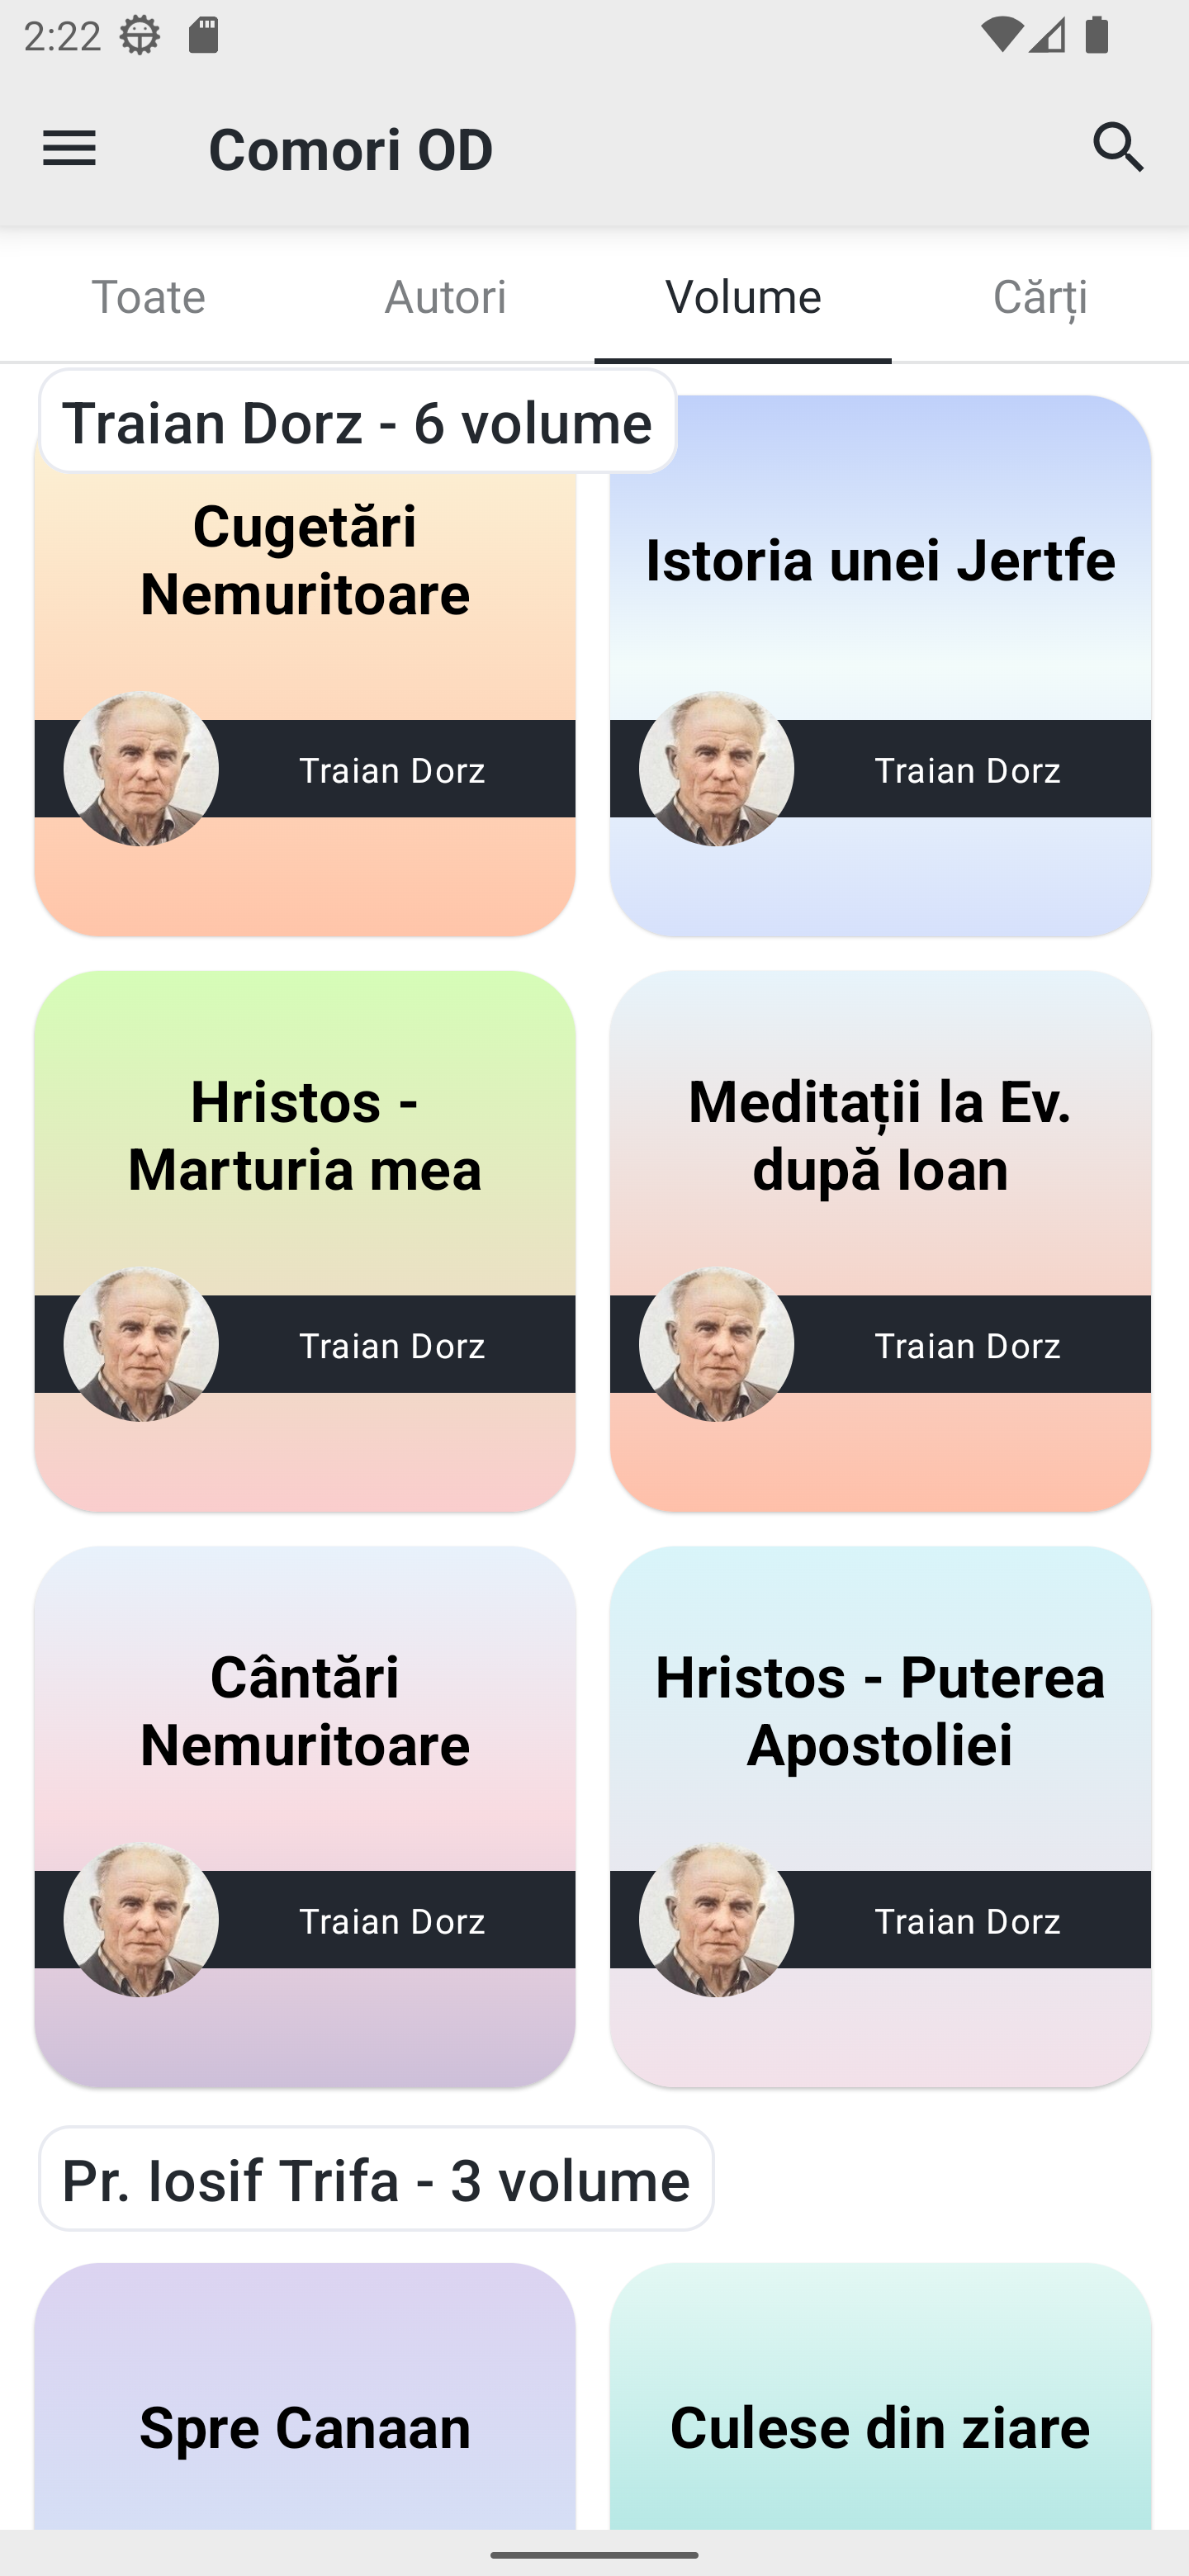 2:22
Comori OD
Toate
Autori
Volume
Cărți
Traian Dorz - 6 volume
Cugetări
Nemuritoare
Traian Dorz
Istoria unei Jertfe
Traian Dorz
Hristos -
Marturia mea
Traian Dorz
Meditații la Ev.
după Ioan
Traian Dorz
Cântări
Nemuritoare
Traian Dorz
Hristos - Puterea
Apostoliei
Traian Dorz
Pr. Iosif Trifa - 3 volume
Spre Canaan
Culese din ziare